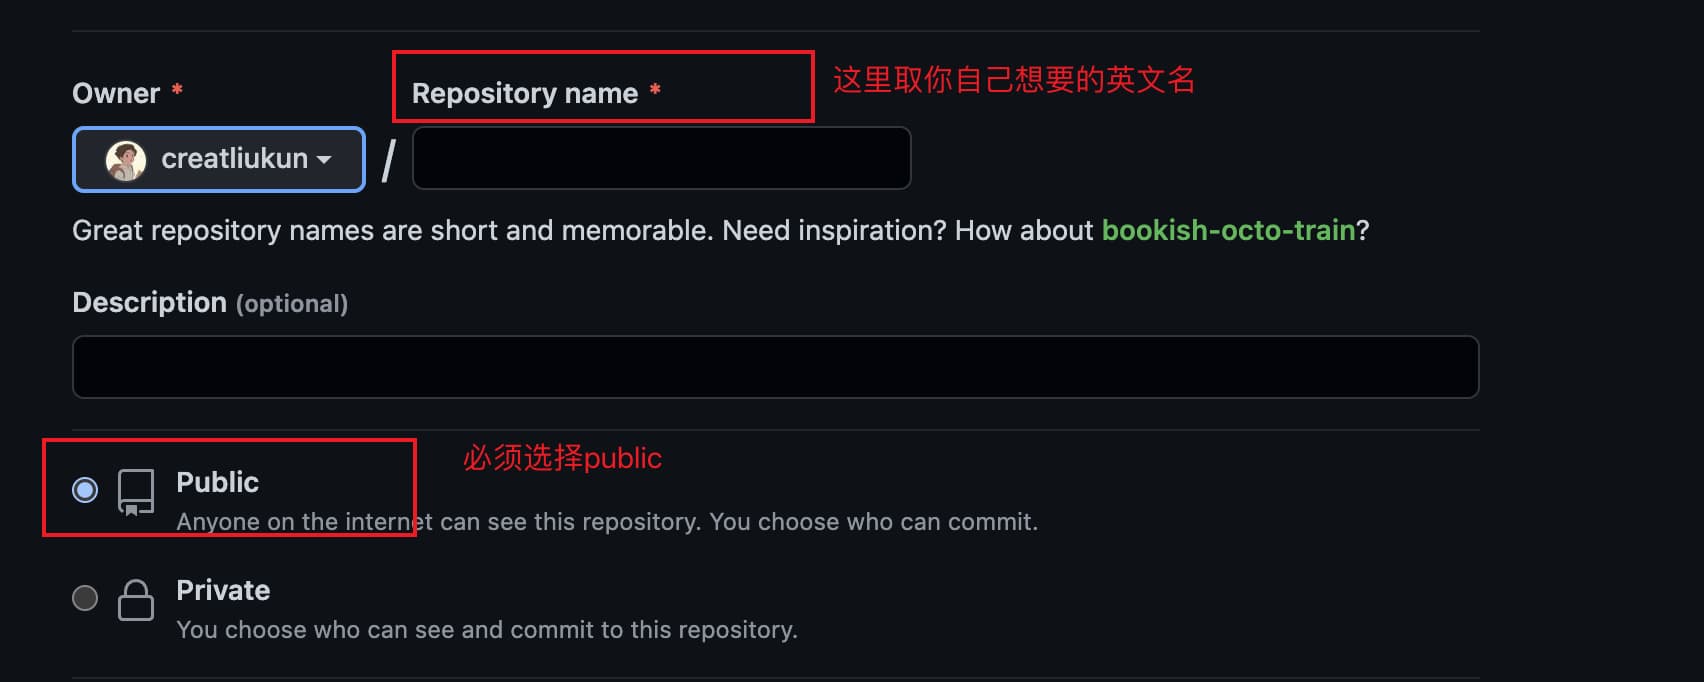 Owner *
Repository name *
这里取你自己想要的英文名
creatliukun
/
Great repository names are short and memorable. Need inspiration? How about bookish-octo-train?
Description (optional)
必须选择public
Public
Anyone on the internet can see this repository. You choose who can commit.
Private
You choose who can see and commit to this repository.